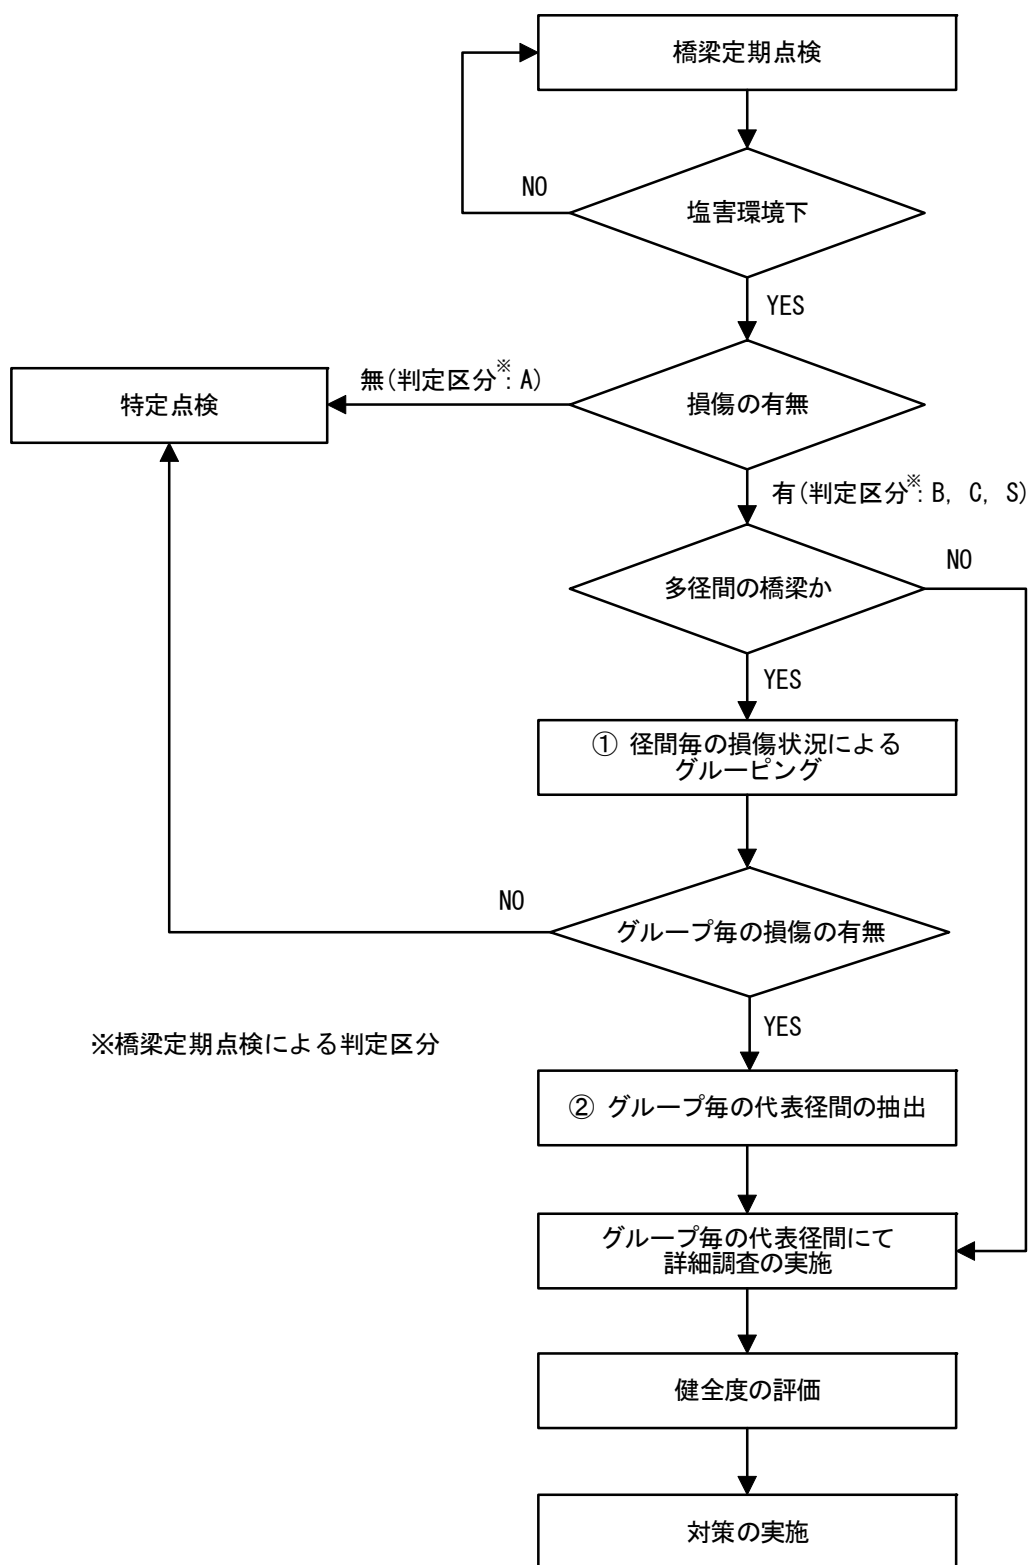 橋梁定期点検
NO
塩害環境下
YES
無(判定区分※: A)
特定点検
損傷の有無
有(判定区分※: B, C, S)
NO
多径間の橋梁か
YES
① 径間毎の損傷状況による
グルーピング
NO
グループ毎の損傷の有無
YES
※橋梁定期点検による判定区分
② グループ毎の代表径間の抽出
グループ毎の代表径間にて
詳細調査の実施
健全度の評価
対策の実施